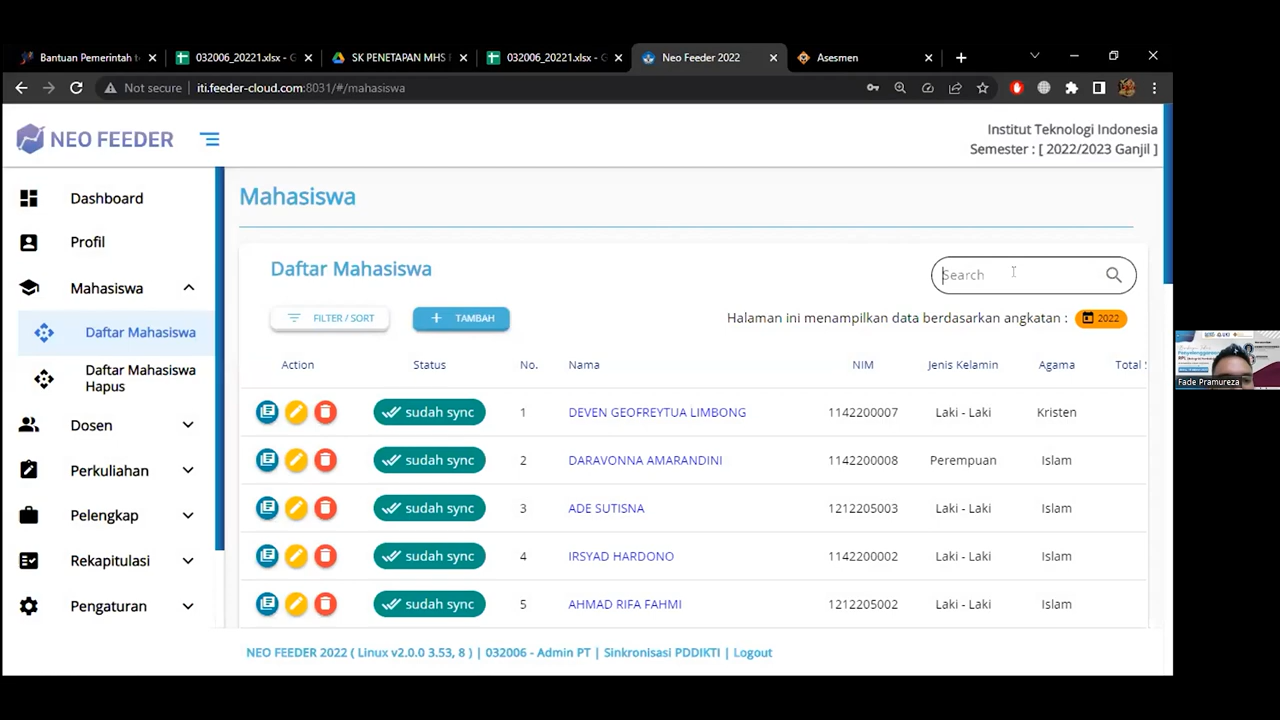 Bantuan Pemerintah t
032006_20221.xlsx - G
SK PENETAPAN MHS
032006_20221.xlsx - G
Neo Feeder 2022
Asesmen
Not secure
iti.feeder-cloud.com:8031/#/mahasiswa
NEO FEEDER
Institut Teknologi Indonesia
Semester : [ 2022/2023 Ganjil ]
Dashboard
Profil
Mahasiswa
Daftar Mahasiswa
Daftar Mahasiswa
Hapus
Dosen
Perkuliahan
Pelengkap
Rekapitulasi
Pengaturan
Mahasiswa
Daftar Mahasiswa
Search
FILTER / SORT
+ TAMBAH
Halaman ini menampilkan data berdasarkan angkatan : 2022
Action Status No. Nama NIM Jenis Kelamin Agama Total
sudah sync 1 DEVEN GEOFREYTUA LIMBONG 1142200007 Laki - Laki Kristen
sudah sync 2 DARAVONNA AMARANDINI 1142200008 Perempuan Islam
sudah sync 3 ADE SUTISNA 1212205003 Laki - Laki Islam
sudah sync 4 IRSYAD HARDONO 1142200002 Laki - Laki Islam
sudah sync 5 AHMAD RIFA FAHMI 1212205002 Laki - Laki Islam
NEO FEEDER 2022 ( Linux v2.0.0 3.53, 8 ) | 032006 - Admin PT | Sinkronisasi PDDIKTI | Logout
Fade Pramureza